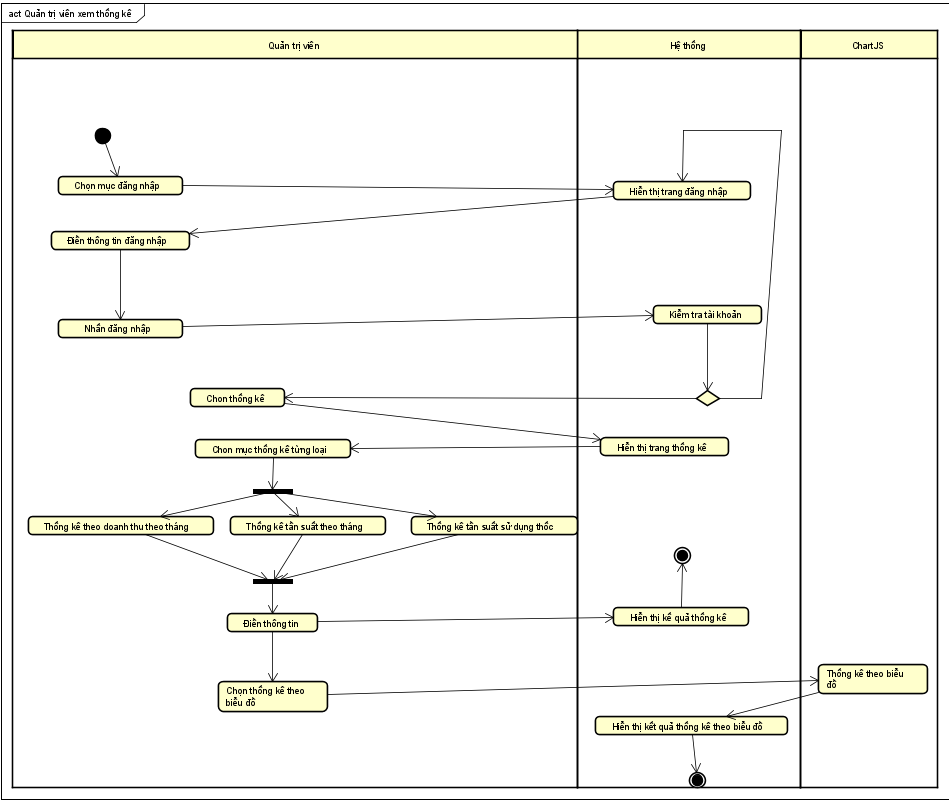 act Quản trị viên xem thống kê
Quản trị viên
Hệ thống
ChartJS
Chọn mục đăng nhập
Hiển thị trang đăng nhập
Điền thông tin đăng nhập
Nhấn đăng nhập
Kiểm tra tài khoản
Chon thống kê
Hiển thị trang thống kê
Chon mục thống kê từng loại
Thống kê theo doanh thu theo tháng
Thống kê tần suất theo tháng
Thống kê tần suất sử dụng thốc
Điền thông tin
Hiển thị kế quả thống kê
Chọn thống kê theo
biểu đồ
Thống kê theo biểu
đồ
Hiển thị kết quả thống kê theo biểu đồ